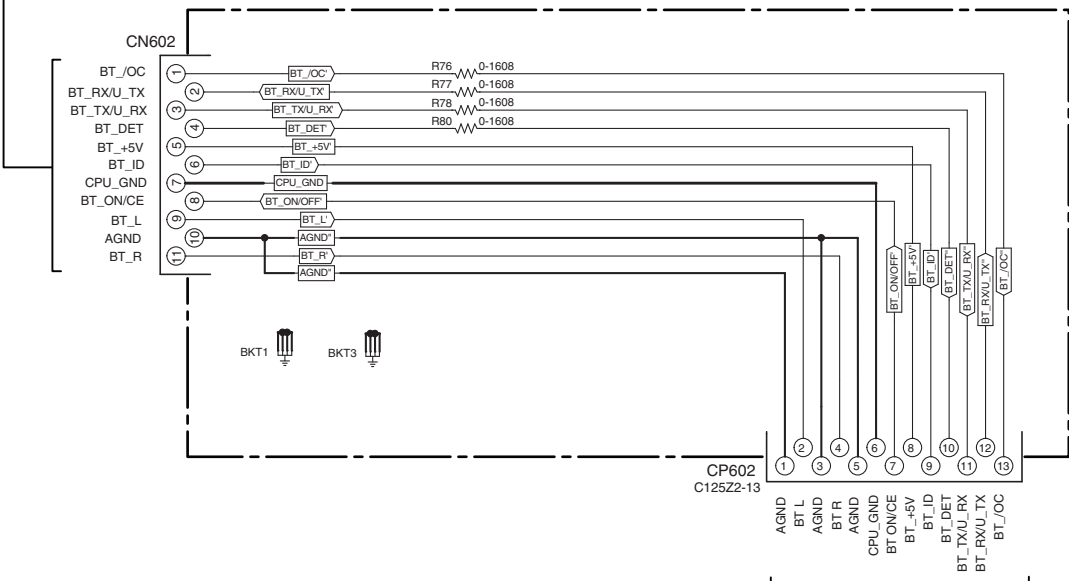 CN602
BT_/OC 1 BT_/OC' R76 0-1608
BT_RX/U_TX 2 BT_RX/U_TX' R77 0-1608
BT_TX/U_RX 3 BT_TX/U_RX' R78 0-1608
BT_DET 4 BT_DET' R80 0-1608
BT_+5V 5 BT_+5V'
BT_ID 6 BT_ID'
CPU_GND 7 CPU_GND
BT_ON/CE 8 BT_ON/OFF'
BT_L 9 BT_L'
AGND 10 AGND"
BT_R 11 BT_R'
AGND"
BT_ON/OFF'
BT_+5V'
BT_ID'
BT_DET"
BT_TX/U_RX"
BT_RX/U_TX"
BT_/OC"
BKT1
BKT3
CP602
C125Z2-13
1 2 3 4 5 6 7 8 9 10 11 12 13
AGND
BT L
AGND
BT R
AGND
CPU_GND
BT ON/CE
BT_+5V
BT_ID
BT_DET
BT_TX/U_RX
BT_RX/U_TX
BT_/OC